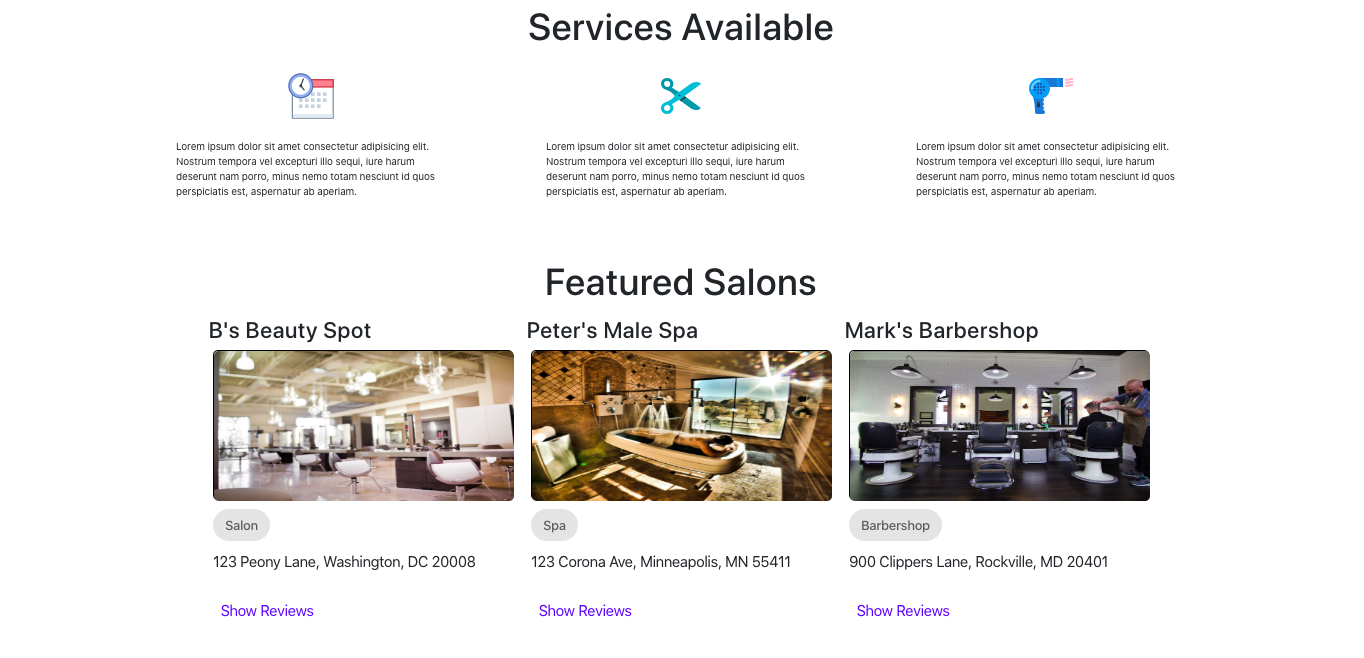 Services Available
Lorem ipsum dolor sit amet consectetur adipisicing elit.
Nostrum tempora vel excepturi illo sequi, iure harum
deserunt nam porro, minus nemo totam nesciunt id quos
perspiciatis est, aspernatur ab aperiam.
Lorem ipsum dolor sit amet consectetur adipisicing elit.
Nostrum tempora vel excepturi illo sequi, iure harum
deserunt nam porro, minus nemo totam nesciunt id quos
perspiciatis est, aspernatur ab aperiam.
Lorem ipsum dolor sit amet consectetur adipisicing elit.
Nostrum tempora vel excepturi illo sequi, iure harum
deserunt nam porro, minus nemo totam nesciunt id quos
perspiciatis est, aspernatur ab aperiam.
Featured Salons
B's Beauty Spot
Salon
123 Peony Lane, Washington, DC 20008
Show Reviews
Peter's Male Spa
Spa
123 Corona Ave, Minneapolis, MN 55411
Show Reviews
Mark's Barbershop
Barbershop
900 Clippers Lane, Rockville, MD 20401
Show Reviews